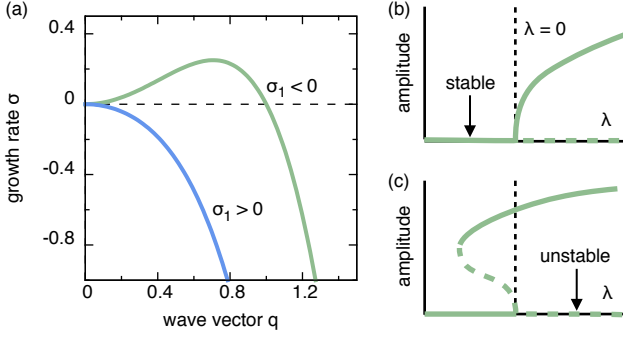 (a)
growth rate σ
0.4
0
-0.4
-0.8
σ1 < 0
σ1 > 0
0 0.4 0.8 1.2
wave vector q
(b)
amplitude
λ = 0
stable
λ
(c)
amplitude
unstable
λ